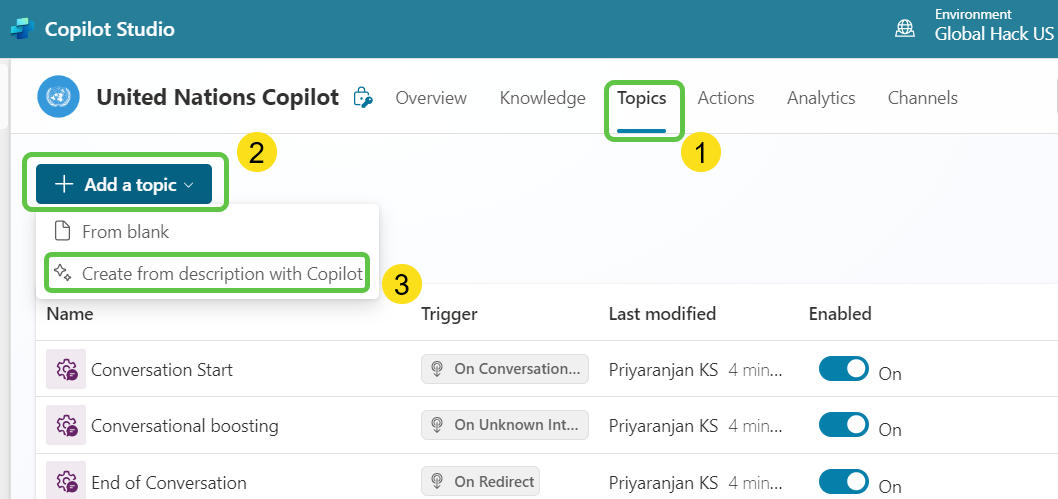 Copilot Studio
Environment
Global Hack US
United Nations Copilot Overview Knowledge Topics Actions Analytics Channels
1
2
Add a topic
From blank
Create from description with Copilot
3
Name Trigger Last modified Enabled
Conversation Start On Conversation... Priyaranjan KS 4 min... On
Conversational boosting On Unknown Int... Priyaranjan KS 4 min... On
End of Conversation On Redirect Priyaranjan KS 4 min... On